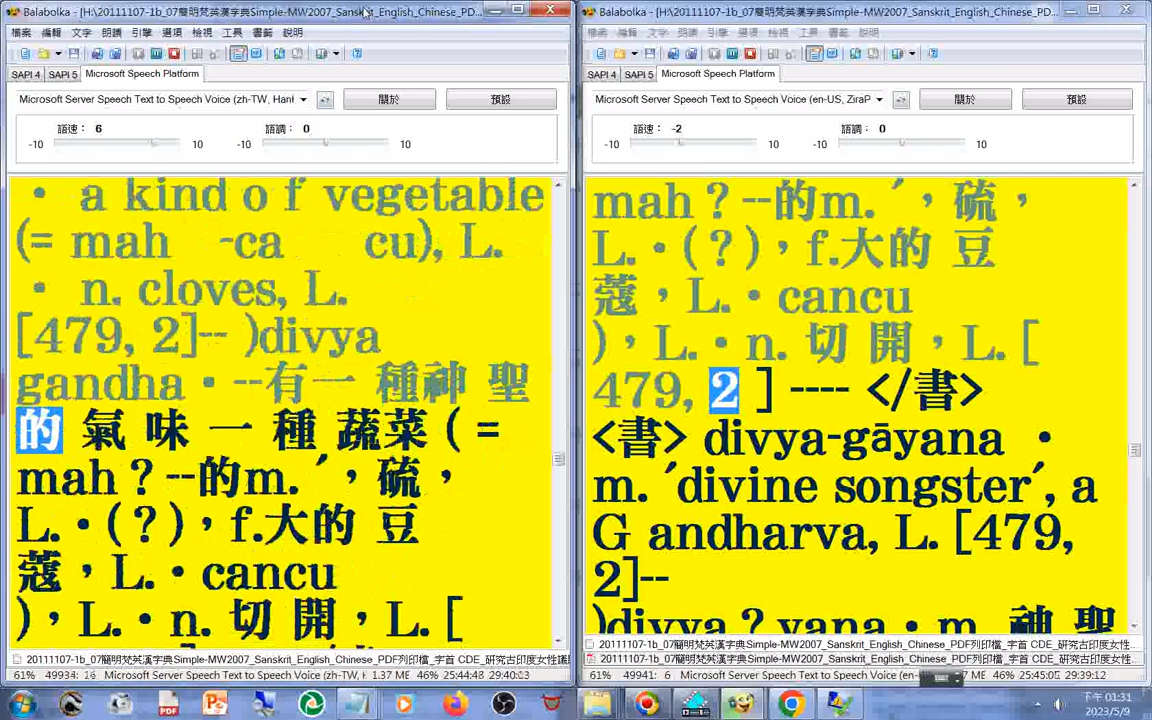 Balabolka - [H:\20111107-1b_07簡明梵英漢字典Simple-MW2007_Sanskrit_English_Chinese_PD...
檔案 編輯 文字 朗讀 引擎 選項 檢視 工具 書籤 說明
SAPI 4 SAPI 5 Microsoft Speech Platform
Microsoft Server Speech Text to Speech Voice (zh-TW, Hanl 關於 預設
語速: 6 語調: 0
-10 10 -10 10
• a kind o f vegetable
(= mah -ca cu), L.
• n. cloves, L.
[479, 2]-- )divya
gandha • --有一 種神 聖
的 氣 味 一 種 蔬菜 ( =
mah ? --的m. ′,硫,
L. • ( ? ),f.大的 豆
蔻,L. • cancu
),L. • n. 切 開,L. [
20111107-1b_07簡明梵英漢字典Simple-MW2007_Sanskrit_English_Chinese_PDF列印檔_字首 CDE_研究古印度女性議
61% 49934: 16 Microsoft Server Speech Text to Speech Voice (zh-TW, H 1.37 MB 46% 25:44:48 29:40:03
Balabolka - [H:\20111107-1b_07簡明梵英漢字典Simple-MW2007_Sanskrit_English_Chinese_PD...
檔案 編輯 文字 朗讀 引擎 選項 檢視 工具 書籤 說明
SAPI 4 SAPI 5 Microsoft Speech Platform
Microsoft Server Speech Text to Speech Voice (en-US, ZiraP 關於 預設
語速: -2 語調: 0
-10 10 -10 10
mah ? --的m. ′,硫,
L. • ( ? ),f.大的 豆
蔻,L. • cancu
),L. • n. 切 開,L. [
479, 2 ] ---- </書>
<書> divya-gāyana •
m. ′divine songster′, a
G andharva, L. [479,
2]--
)divya ? yana • m. 神 聖
20111107-1b_07簡明梵英漢字典Simple-MW2007_Sanskrit_English_Chinese_PDF列印檔_字首 CDE_研究古印度女性...
20111107-1b_07簡明梵英漢字典Simple-MW2007_Sanskrit_English_Chinese_PDF列印檔_字首 CDE_研究古印度女性...
61% 49941: 6 Microsoft Server Speech Text to Speech Voice (en- 46% 25:45:02 29:39:12
下午 01:31
2023/5/9